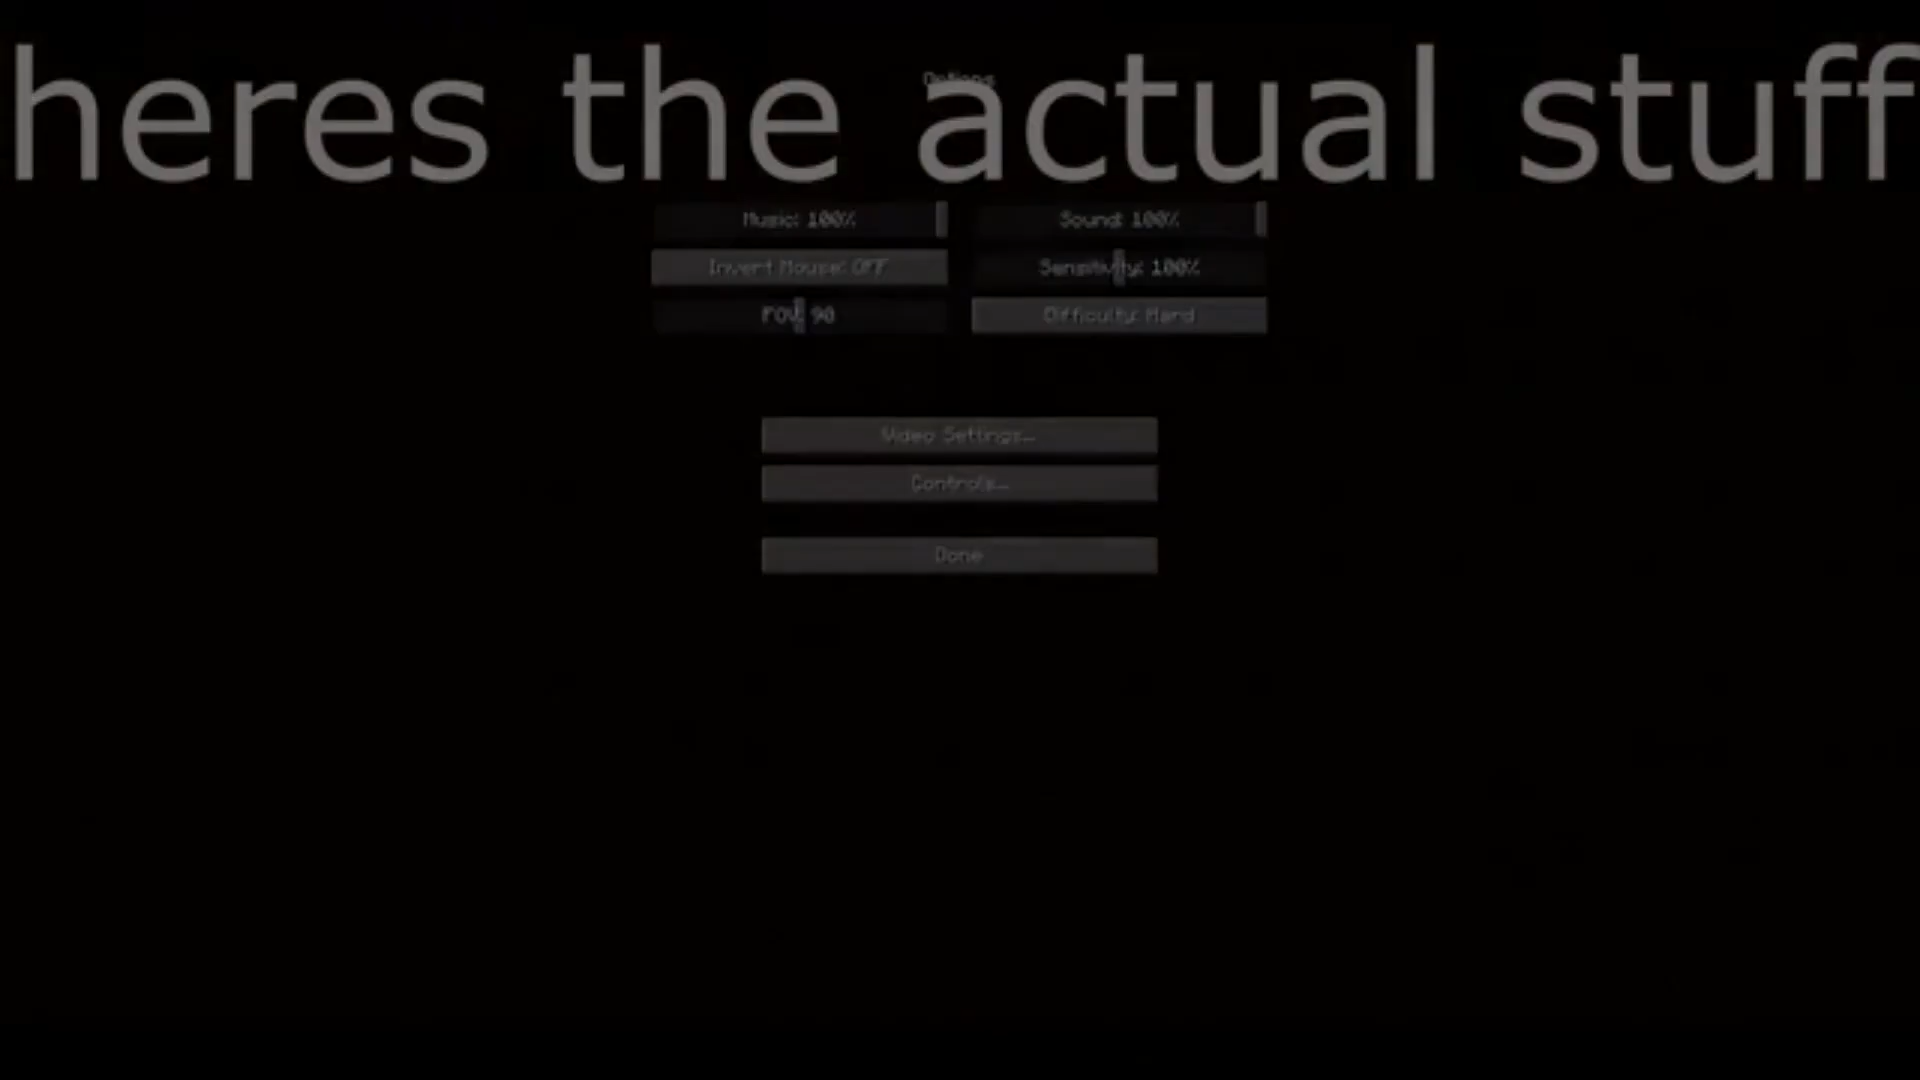 heres the actual stuff
Options
Music: 100%
Sound: 100%
Invert Mouse: OFF
Sensitivity: 100%
FOV: 90
Difficulty: Hard
Video Settings...
Controls...
Done